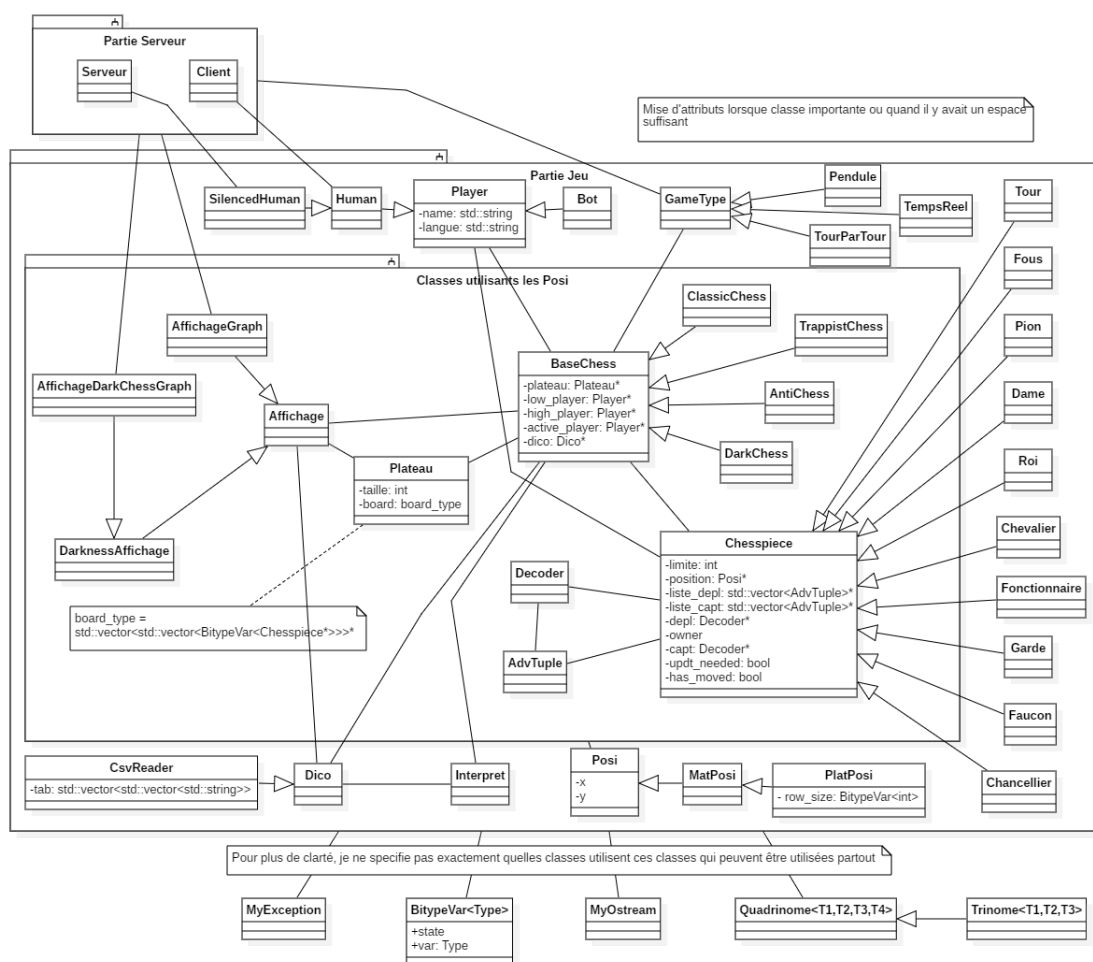 Partie Serveur
Serveur
Client
Mise d'attributs lorsque classe importante ou quand il y avait un espace
suffisant
Partie Jeu
SilencedHuman
Human
Player
-name: std::string
-langue: std::string
Bot
GameType
Pendule
TempsReel
TourParTour
Tour
Fous
Pion
Dame
Roi
Chevalier
Fonctionnaire
Garde
Faucon
Chancellier
Classes utilisants les Posi
AffichageGraph
AffichageDarkChessGraph
Affichage
DarknessAffichage
Plateau
-taille: int
-board: board_type
board_type =
std::vector<std::vector<BitypeVar<Chesspiece*>>>*
BaseChess
-plateau: Plateau*
-low_player: Player*
-high_player: Player*
-active_player: Player*
-dico: Dico*
ClassicChess
TrappistChess
AntiChess
DarkChess
Decoder
AdvTuple
Chesspiece
-limite: int
-position: Posi*
-liste_depl: std::vector<AdvTuple>*
-liste_capt: std::vector<AdvTuple>*
-depl: Decoder*
-owner
-capt: Decoder*
-updt_needed: bool
-has_moved: bool
CsvReader
-tab: std::vector<std::vector<std::string>>
Dico
Interpret
Posi
-x
-y
MatPosi
PlatPosi
- row_size: BitypeVar<int>
Pour plus de clarté, je ne specifie pas exactement quelles classes utilisent ces classes qui peuvent être utilisées partout
MyException
BitypeVar<Type>
+state
+var: Type
MyOstream
Quadrinome<T1,T2,T3,T4>
Trinome<T1,T2,T3>